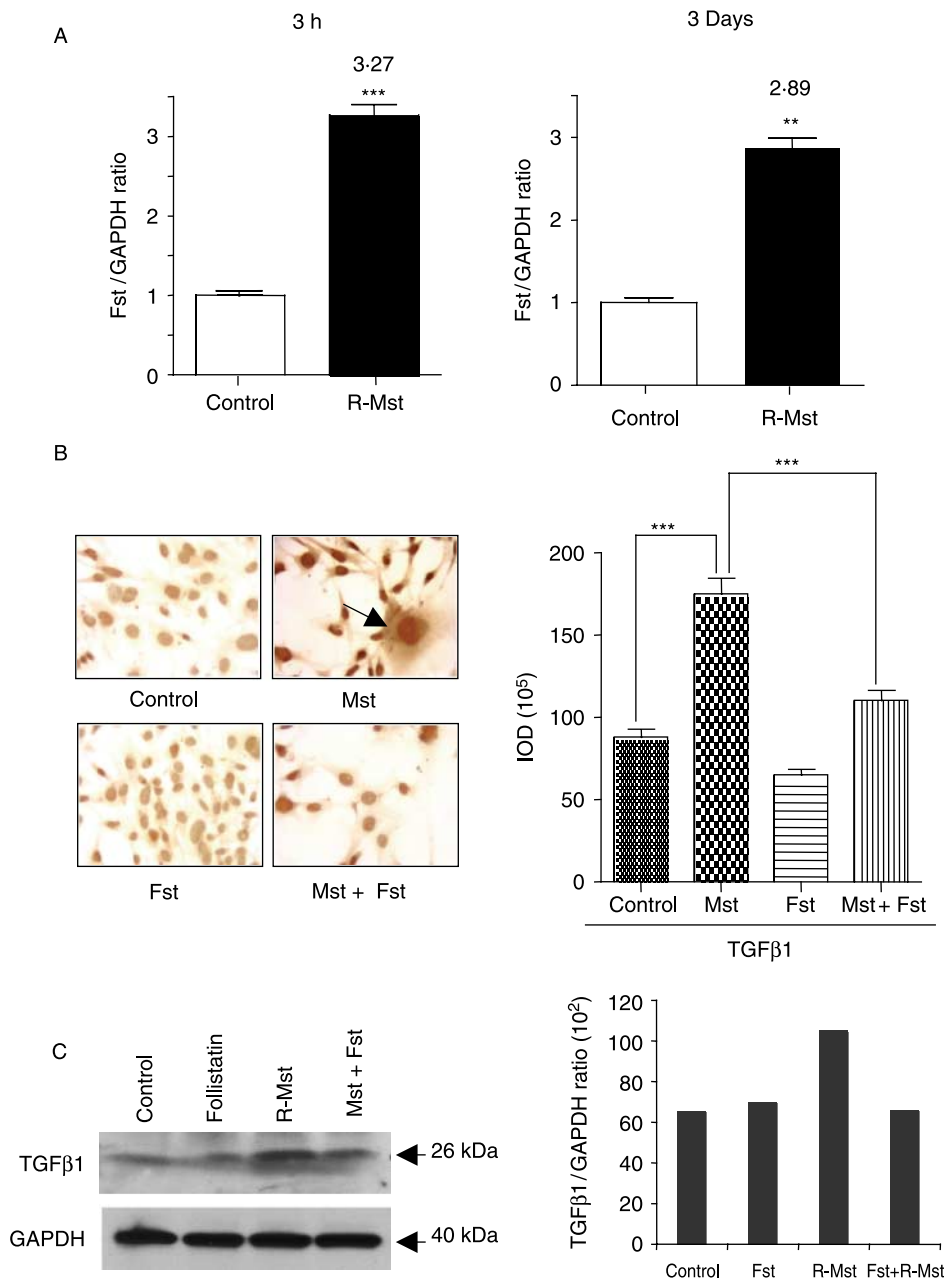 A
3 h
3·27
***
Fst/GAPDH ratio
3
2
1
0
Control
R-Mst
3 Days
2·89
**
Fst/GAPDH ratio
3
2
1
0
Control
R-Mst
B
Control
Mst
Fst
Mst + Fst
***
***
IOD (10⁵)
200
150
100
50
0
Control
Mst
Fst
Mst + Fst
TGFβ1
C
Control
Follistatin
R-Mst
Mst + Fst
TGFβ1
26 kDa
GAPDH
40 kDa
TGFβ1/GAPDH ratio (10²)
120
100
80
60
40
20
0
Control
Fst
R-Mst
Fst+R-Mst